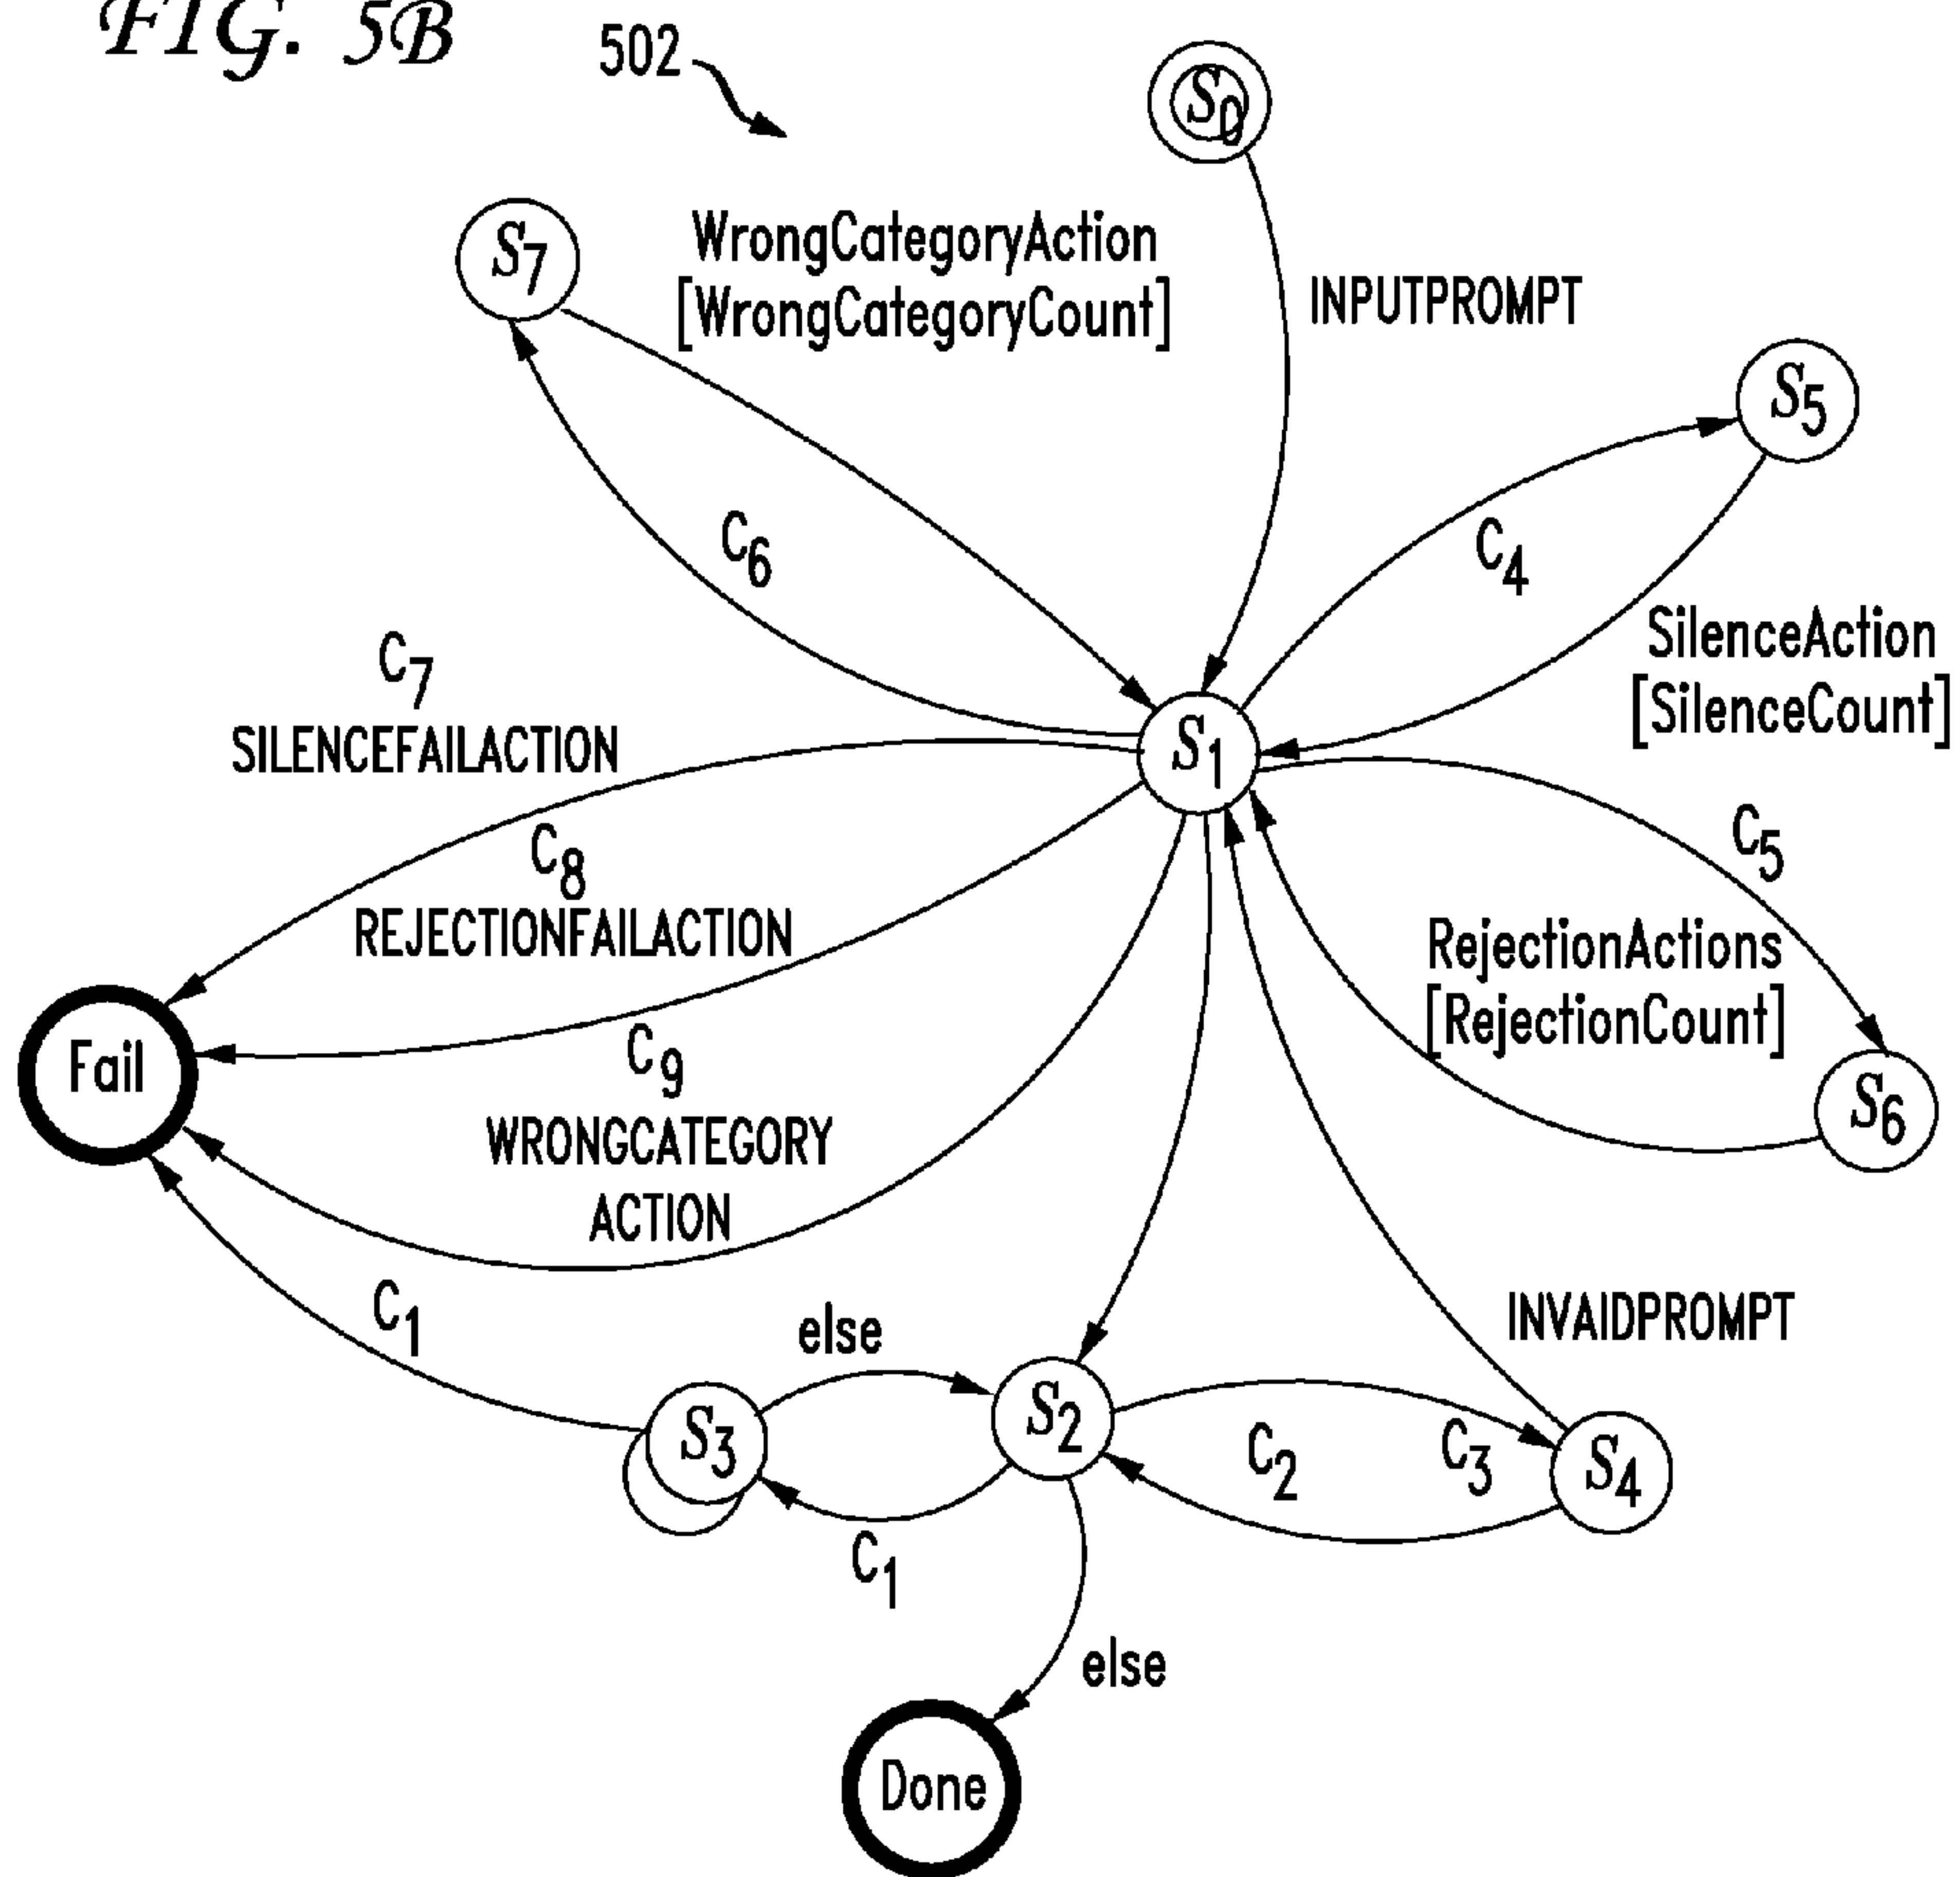 FIG. 5B
502
S0
S7
WrongCategoryAction
[WrongCategoryCount]
INPUTPROMPT
S5
C6
C4
SilenceAction
[SilenceCount]
C7
SILENCEFAILACTION
S1
C8
REJECTIONFAILACTION
C5
RejectionActions
[RejectionCount]
Fail
C9
WRONGCATEGORY
ACTION
S6
C1
else
INVAIDPROMPT
S3
S2
C2
C3
S4
C1
else
Done